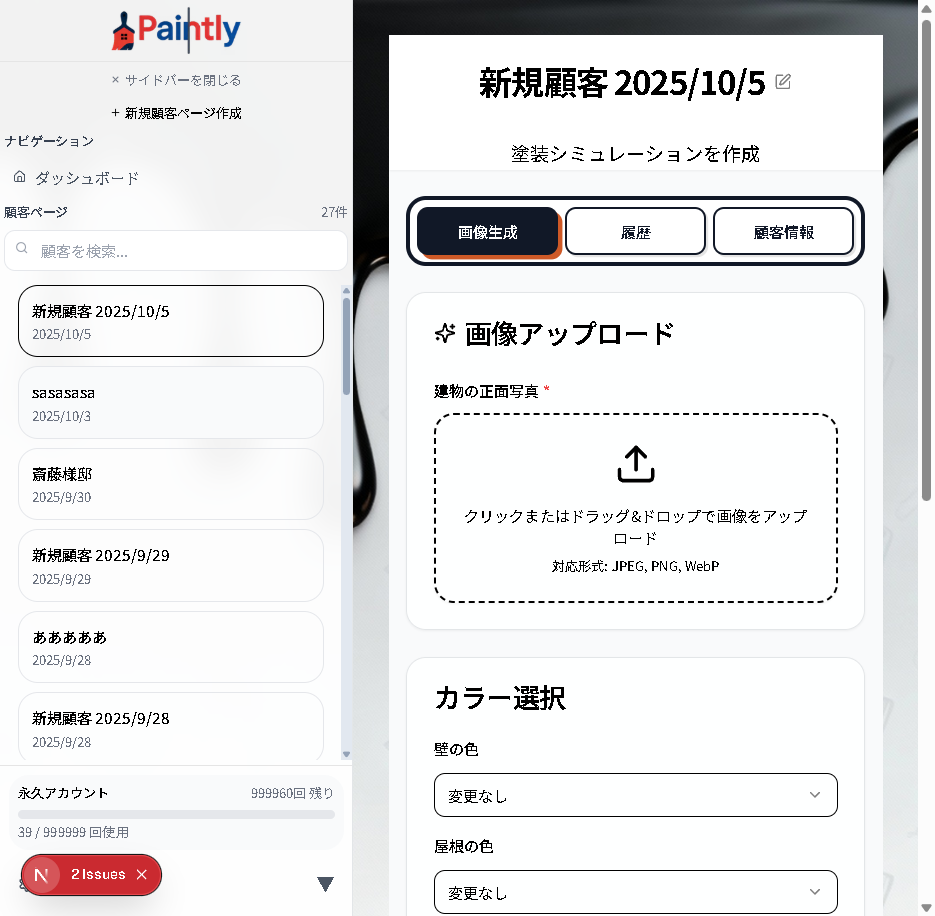 Paintly
× サイドバーを閉じる
+ 新規顧客ページ作成
ナビゲーション
ダッシュボード
顧客ページ 27件
顧客を検索...
新規顧客 2025/10/5
2025/10/5
sasasasa
2025/10/3
斎藤様邸
2025/9/30
新規顧客 2025/9/29
2025/9/29
あああああ
2025/9/28
新規顧客 2025/9/28
2025/9/28
永久アカウント 999960回 残り
39 / 999999 回使用
N 2 Issues ×
新規顧客 2025/10/5
塗装シミュレーションを作成
画像生成 履歴 顧客情報
画像アップロード
建物の正面写真 *
クリックまたはドラッグ&ドロップで画像をアップ
ロード
対応形式: JPEG, PNG, WebP
カラー選択
壁の色
変更なし
屋根の色
変更なし